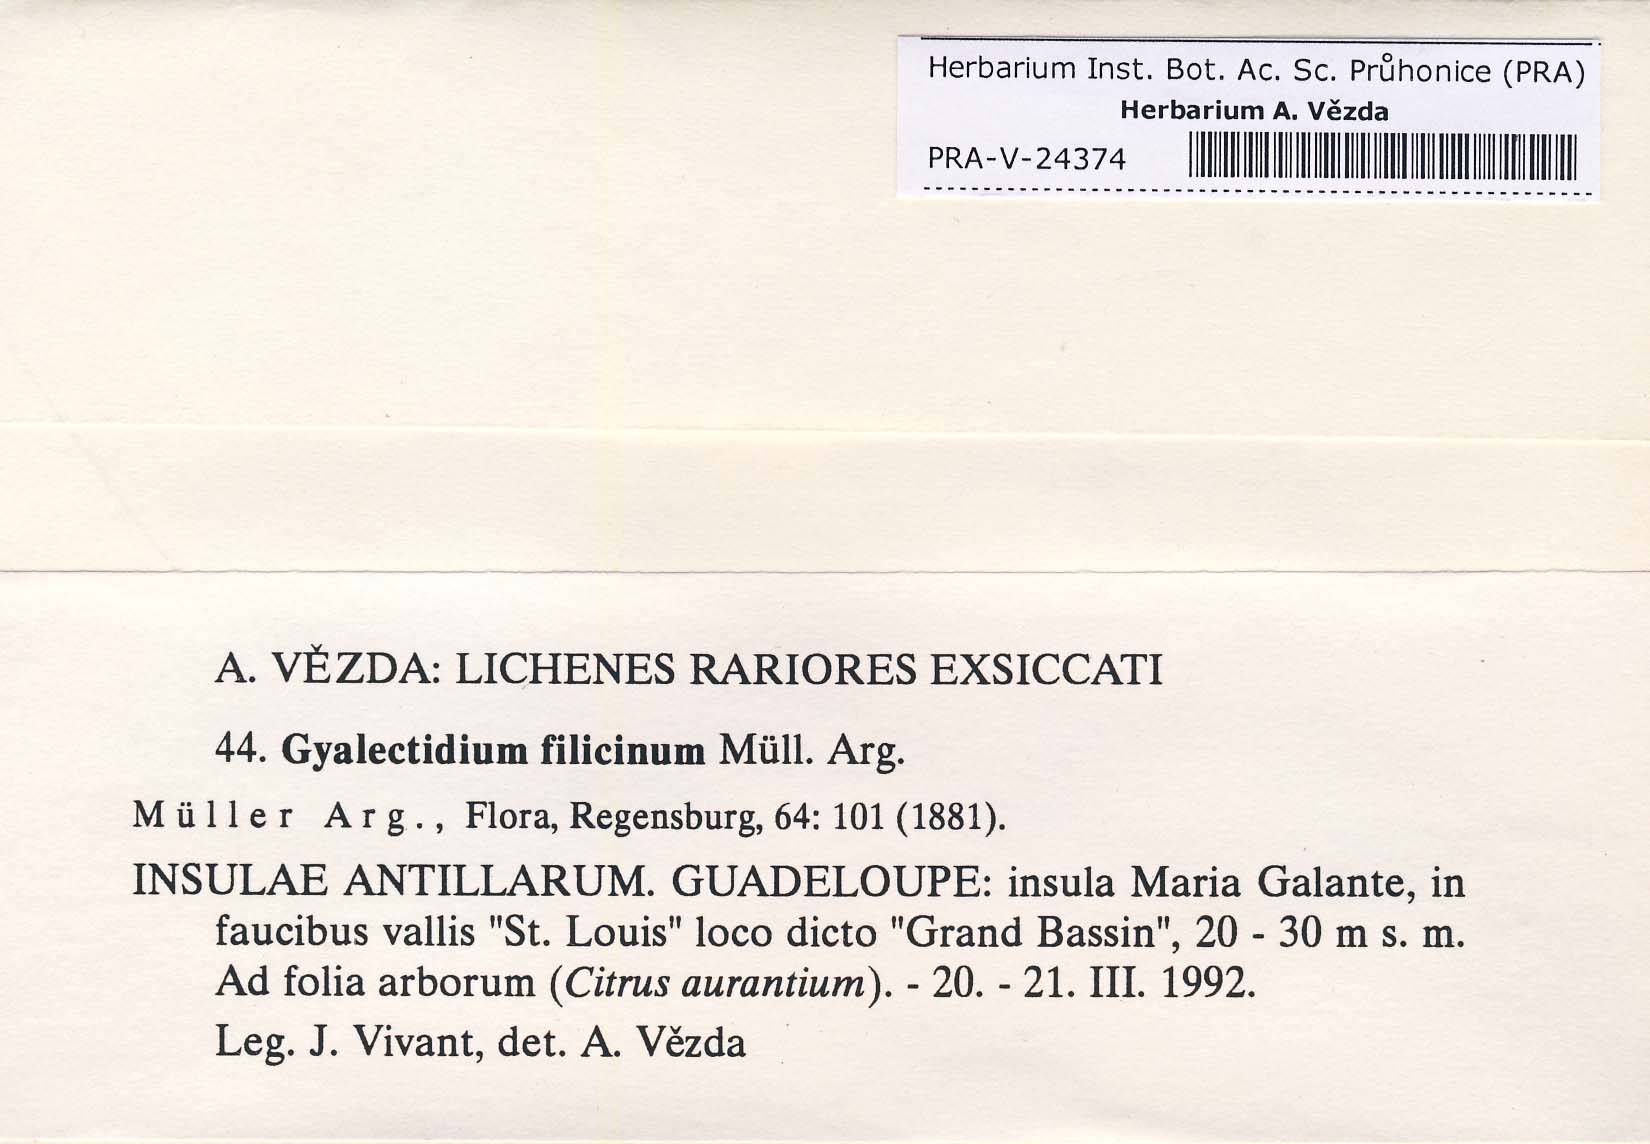 Herbarium Inst. Bot. Ac. Sc. Průhonice (PRA)
Herbarium A. Vězda
PRA-V-24374
A. VĚZDA: LICHENES RARIORES EXSICCATI
44. Gyalectidium filicinum Müll. Arg.
Müller Arg., Flora, Regensburg, 64: 101 (1881).
INSULAE ANTILLARUM. GUADELOUPE: insula Maria Galante, in
faucibus vallis "St. Louis" loco dicto "Grand Bassin", 20 - 30 m s. m.
Ad folia arborum (Citrus aurantium). - 20. - 21. III. 1992.
Leg. J. Vivant, det. A. Vězda